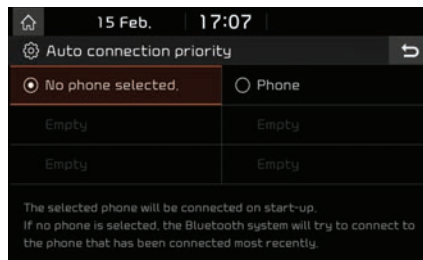 15 Feb. 17:07
Auto connection priority
No phone selected. Phone
Empty Empty
Empty Empty
The selected phone will be connected on start-up.
If no phone is selected, the Bluetooth system will try to connect to
the phone that has been connected most recently.